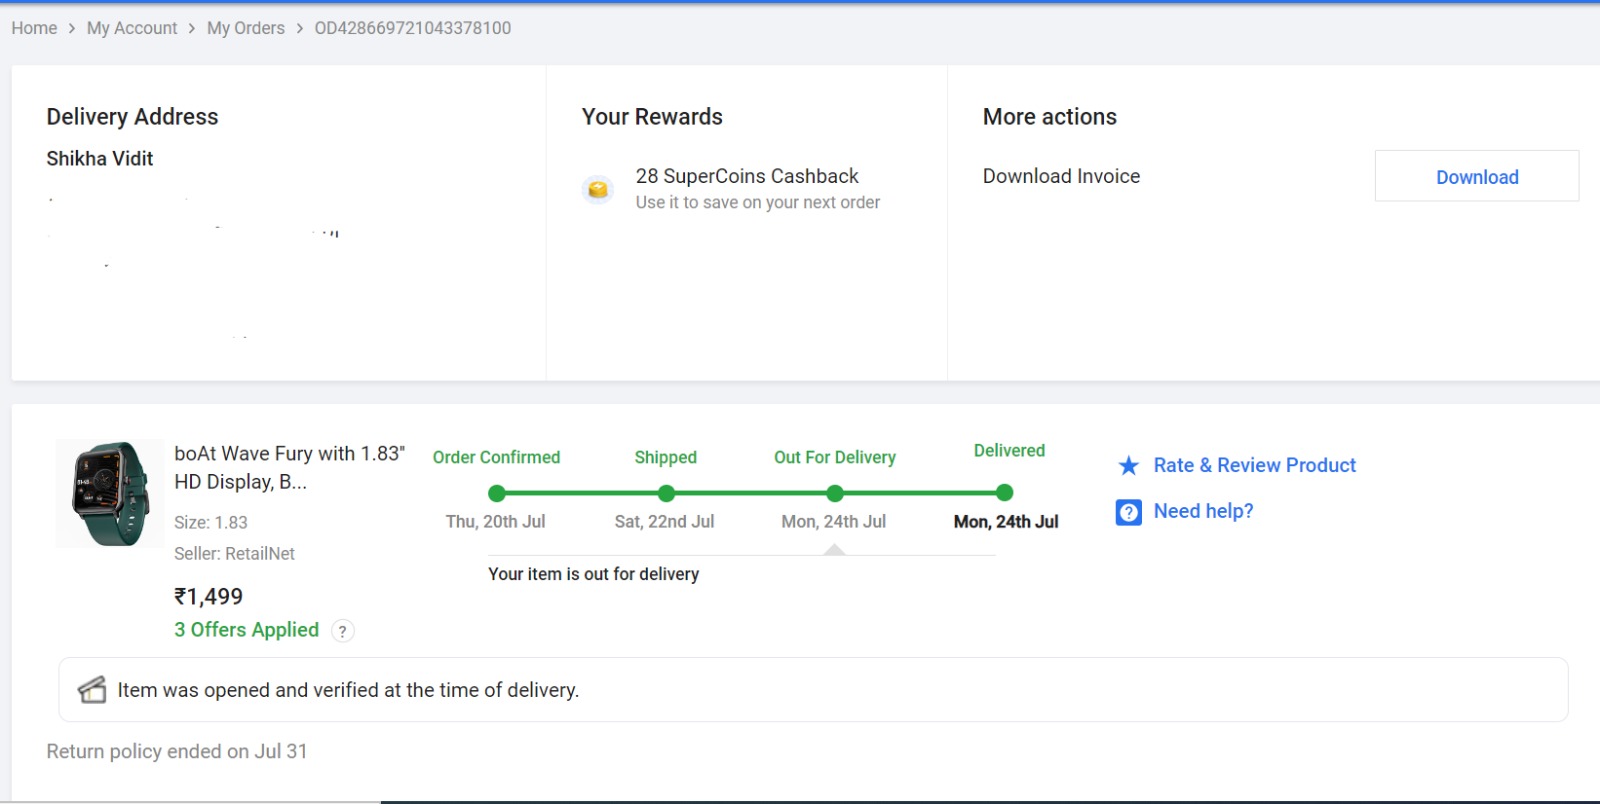 Home > My Account > My Orders > OD428669721043378100
Delivery Address
Shikha Vidit
Your Rewards
28 SuperCoins Cashback
Use it to save on your next order
More actions
Download Invoice
Download
boAt Wave Fury with 1.83"
HD Display, B...
Size: 1.83
Seller: RetailNet
₹1,499
3 Offers Applied ?
Order Confirmed
Thu, 20th Jul
Shipped
Sat, 22nd Jul
Out For Delivery
Mon, 24th Jul
Delivered
Mon, 24th Jul
Your item is out for delivery
Rate & Review Product
Need help?
Item was opened and verified at the time of delivery.
Return policy ended on Jul 31